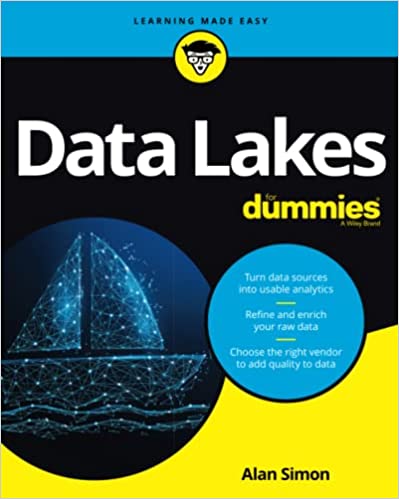 LEARNING MADE EASY
Data Lakes
for
dummies®
A Wiley Brand
Turn data sources
into usable analytics
Refine and enrich
your raw data
Choose the right vendor
to add quality to data
Alan Simon